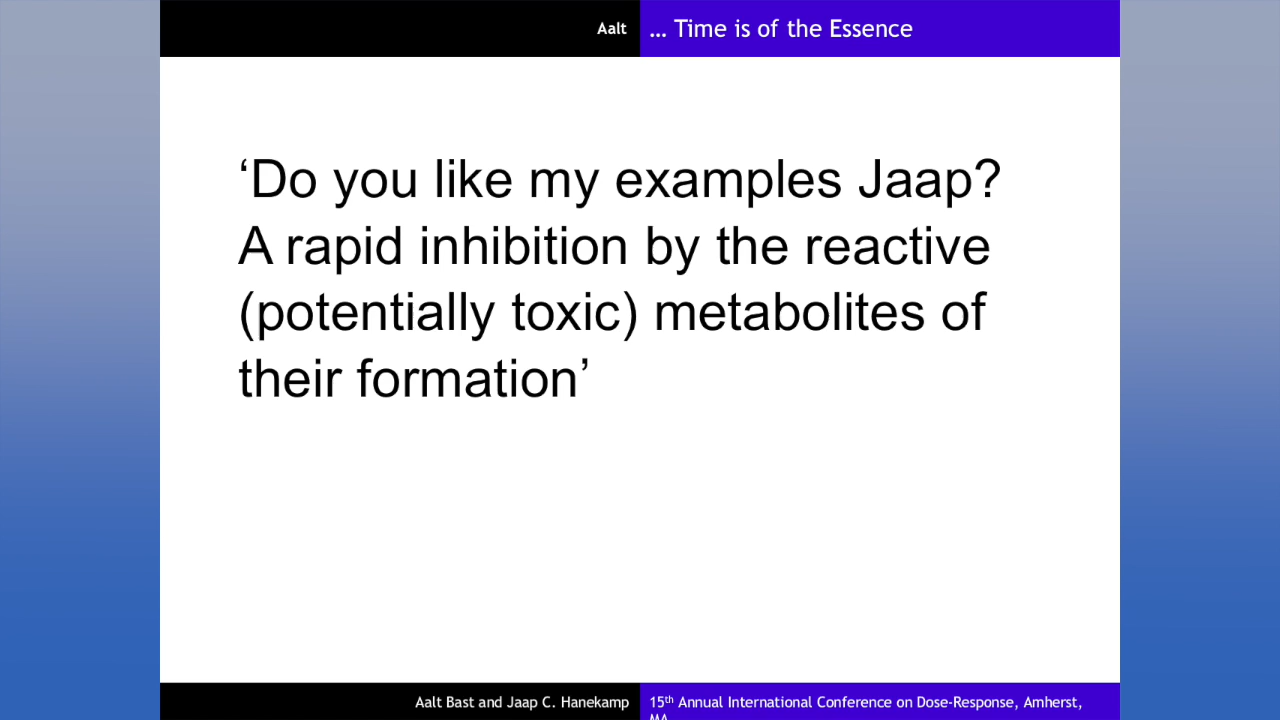 Aalt
... Time is of the Essence
‘Do you like my examples Jaap?
A rapid inhibition by the reactive
(potentially toxic) metabolites of
their formation’
Aalt Bast and Jaap C. Hanekamp
15th Annual International Conference on Dose-Response, Amherst,
MA